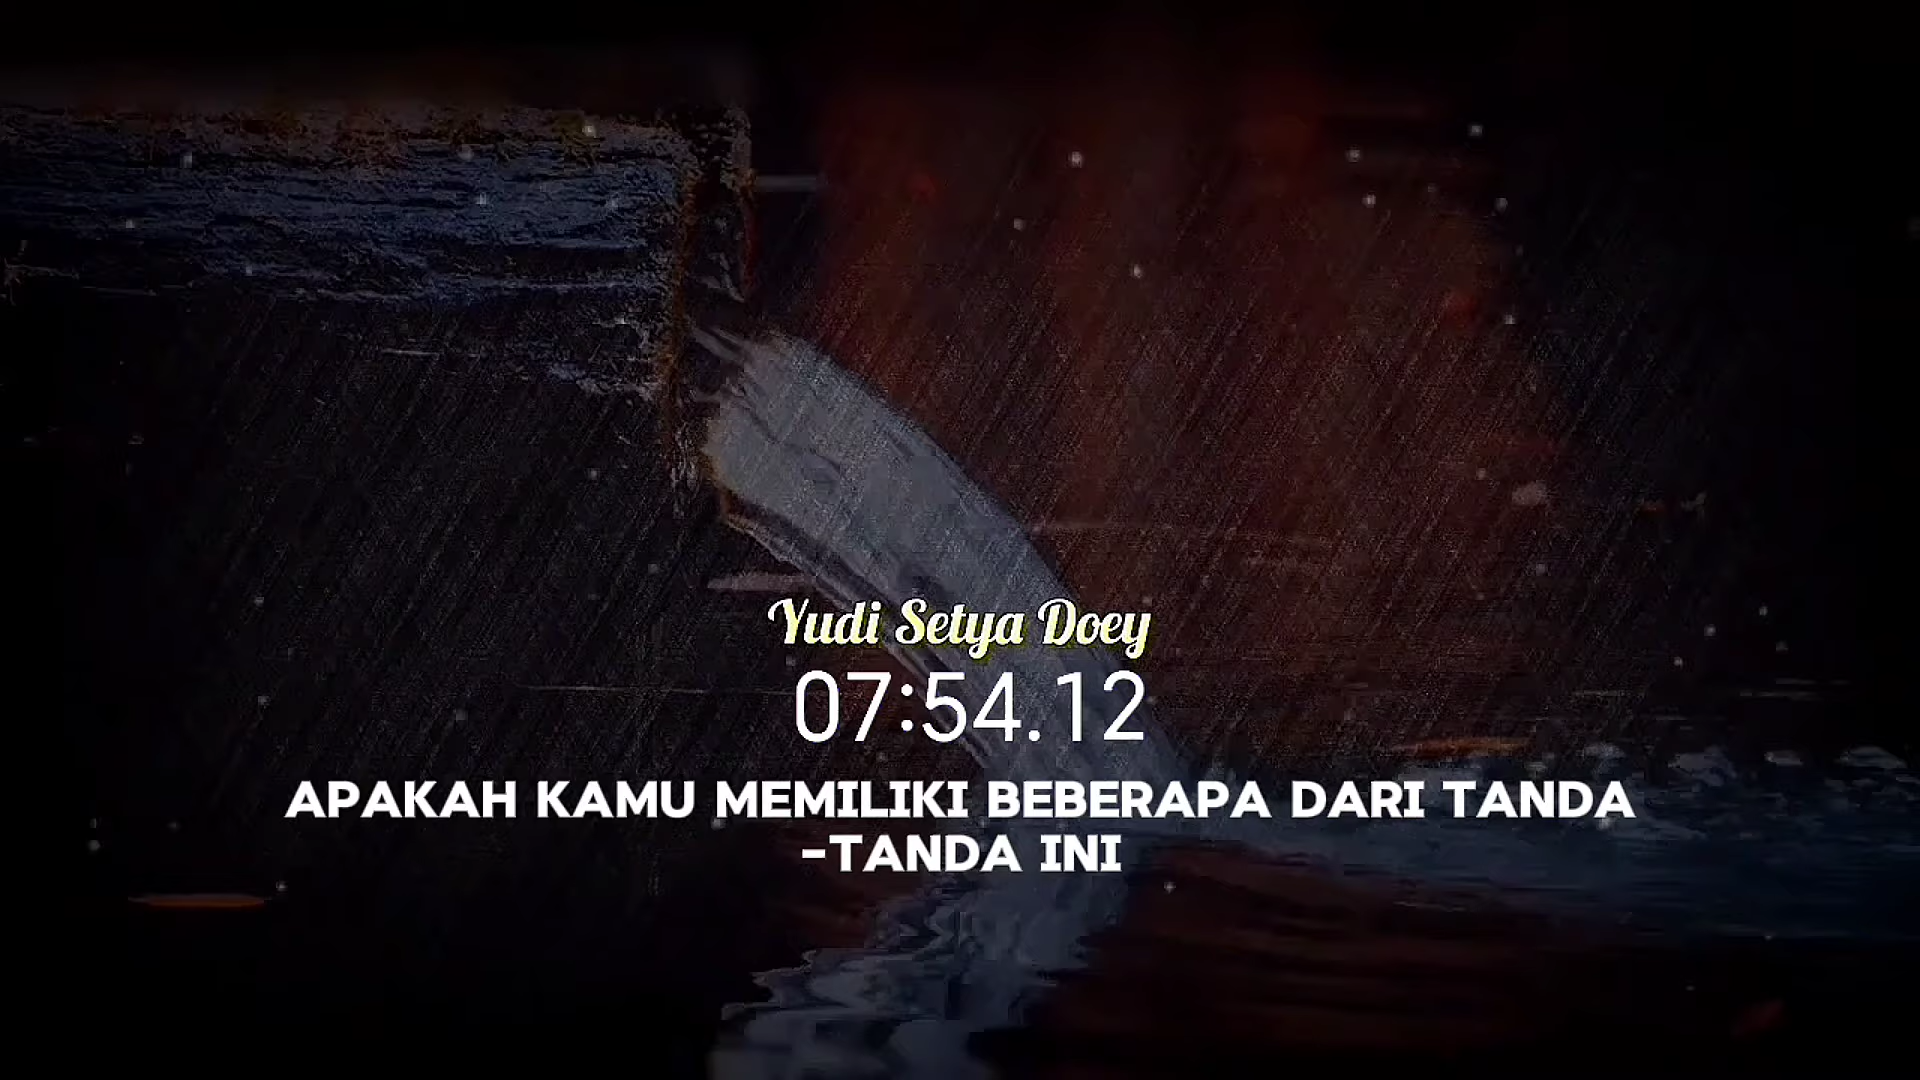 Yudi Setya Doey
07:54.12
APAKAH KAMU MEMILIKI BEBERAPA DARI TANDA
-TANDA INI